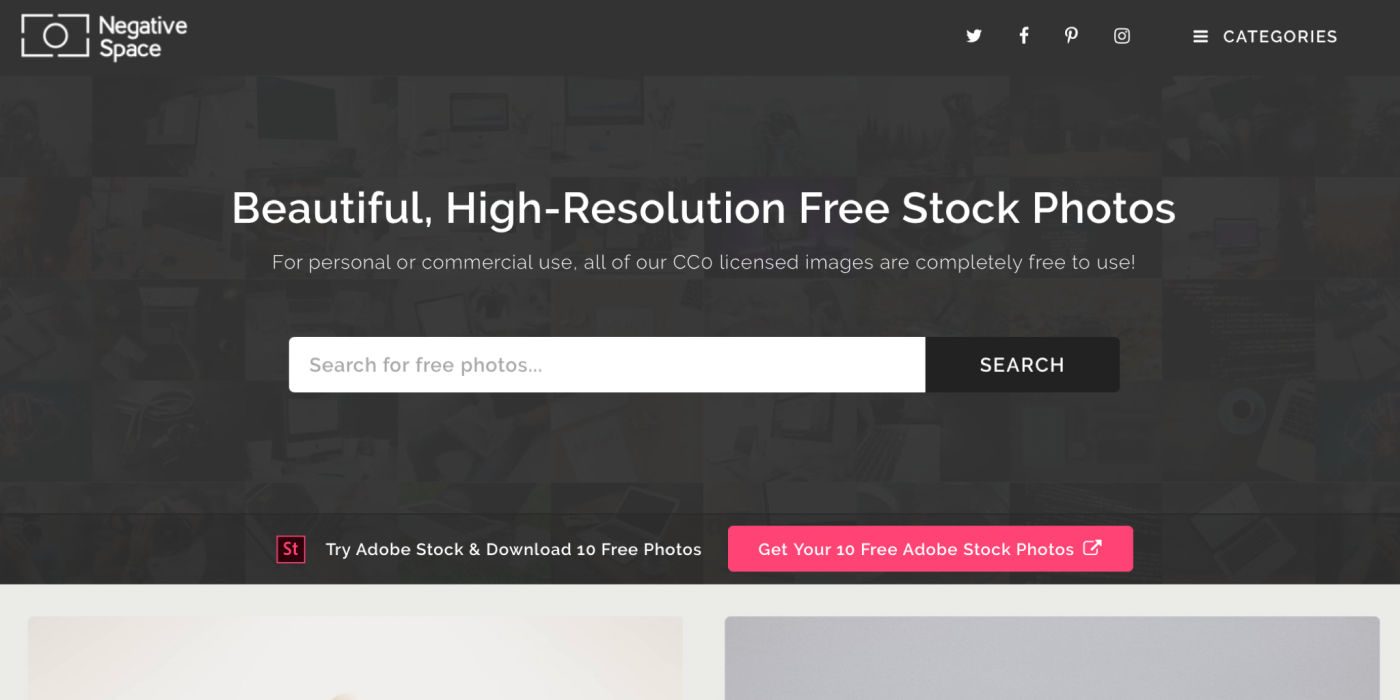 Negative
Space
CATEGORIES
Beautiful, High-Resolution Free Stock Photos
For personal or commercial use, all of our CC0 licensed images are completely free to use!
Search for free photos...
SEARCH
St
Try Adobe Stock & Download 10 Free Photos
Get Your 10 Free Adobe Stock Photos